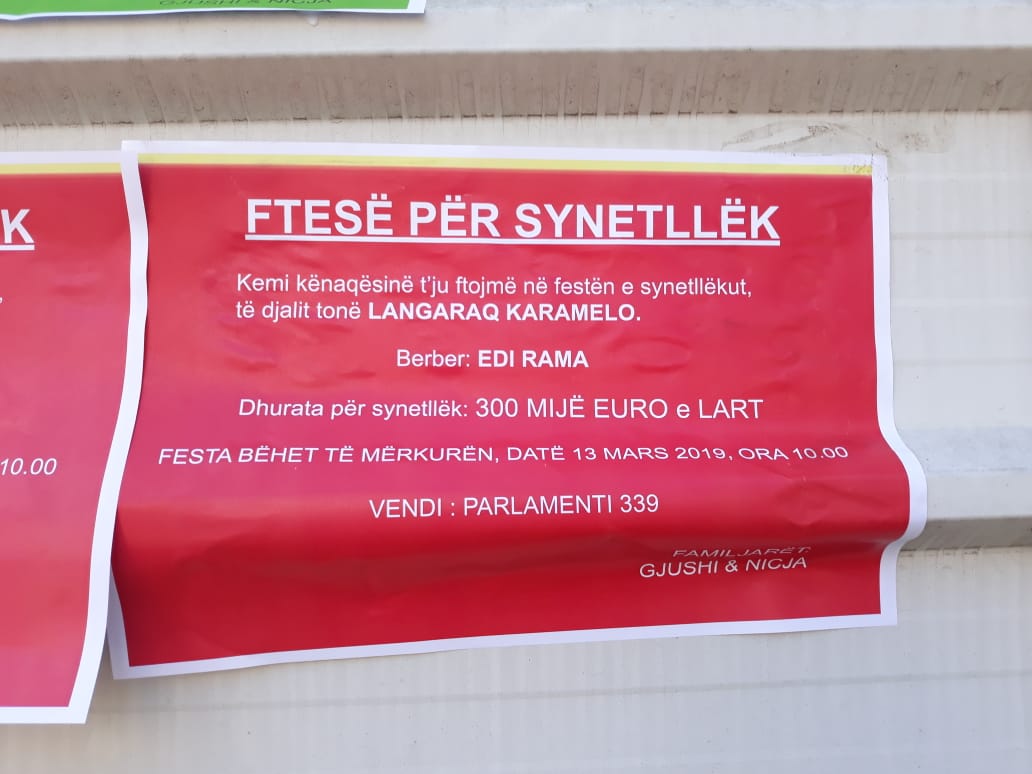 GJUSHI & NICJA
K
,
10.00
FTESË PËR SYNETLLËK
Kemi kënaqësinë t'ju ftojmë në festën e synetllëkut,
të djalit tonë LANGARAQ KARAMELO.
Berber: EDI RAMA
Dhurata për synetllëk: 300 MIJË EURO e LART
FESTA BËHET TË MËRKURËN, DATË 13 MARS 2019, ORA 10.00
VENDI : PARLAMENTI 339
FAMILJARËT:
GJUSHI & NICJA